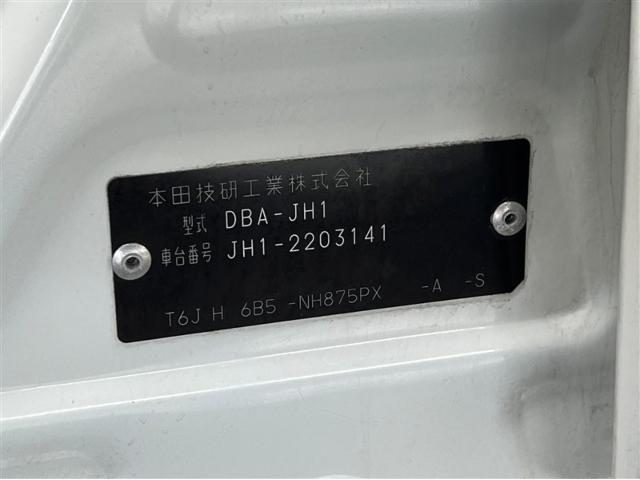 本田技研工業株式会社
型式 DBA-JH1
車台番号 JH1-2203141
T6J H 6B5 -NH875PX -A -S